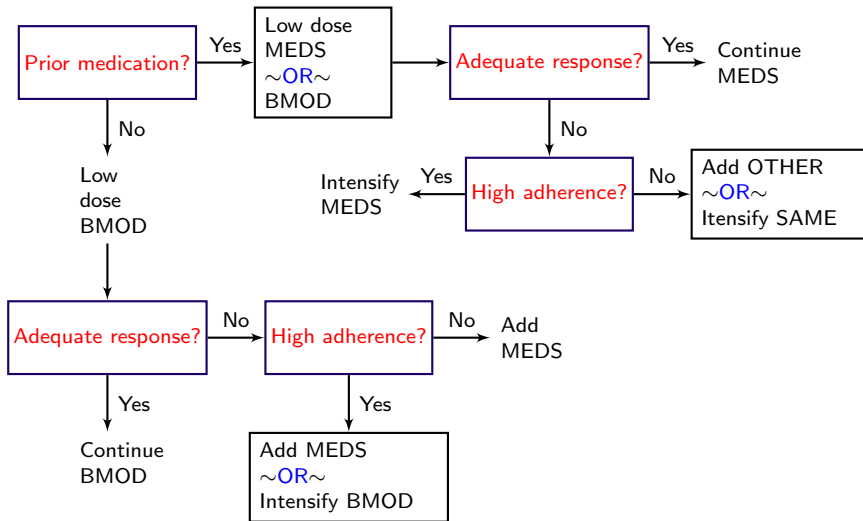 Prior medication?
Yes
Low dose
MEDS
∼OR∼
BMOD
Adequate response?
Yes
Continue
MEDS
No
No
Low
dose
BMOD
Intensify
MEDS
Yes
High adherence?
No
Add OTHER
∼OR∼
Itensify SAME
Adequate response?
No
High adherence?
No
Add
MEDS
Yes
Yes
Continue
BMOD
Add MEDS
∼OR∼
Intensify BMOD